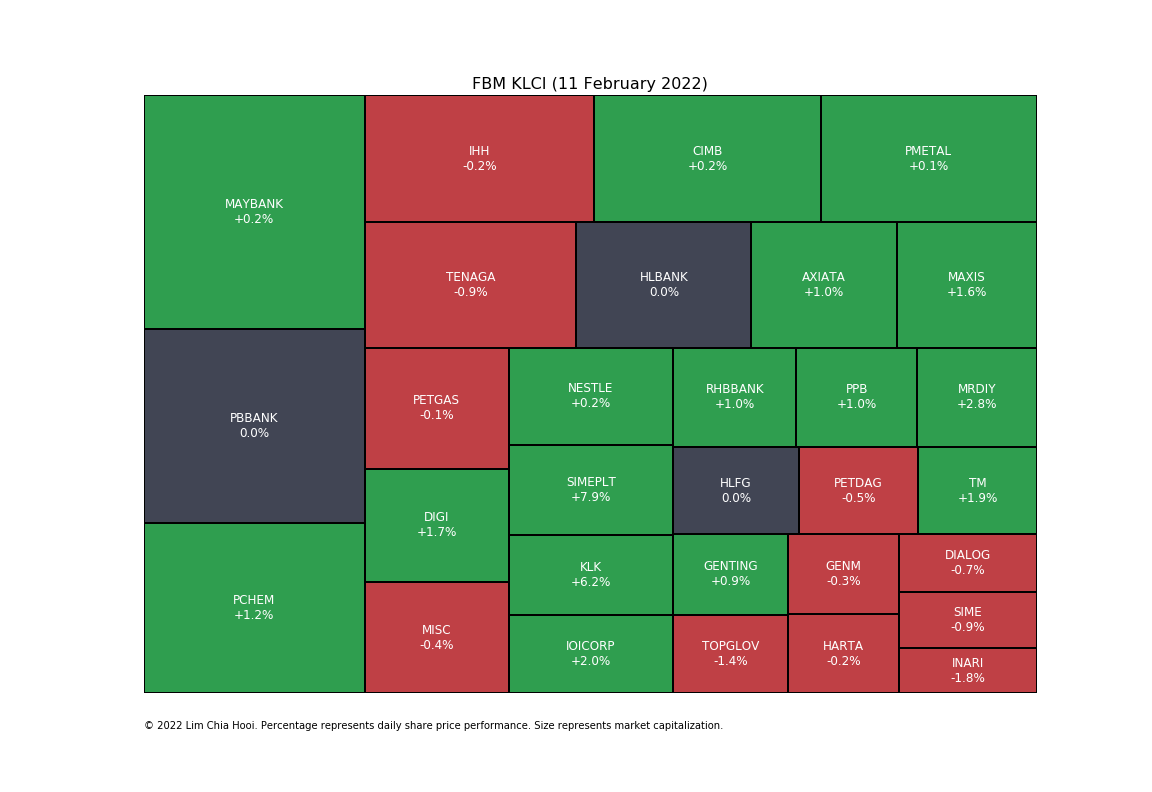 FBM KLCI (11 February 2022)
MAYBANK
+0.2%
PBBANK
0.0%
PCHEM
+1.2%
IHH
-0.2%
CIMB
+0.2%
PMETAL
+0.1%
TENAGA
-0.9%
HLBANK
0.0%
AXIATA
+1.0%
MAXIS
+1.6%
PETGAS
-0.1%
DIGI
+1.7%
MISC
-0.4%
NESTLE
+0.2%
SIMEPLT
+7.9%
KLK
+6.2%
IOICORP
+2.0%
RHBBANK
+1.0%
PPB
+1.0%
MRDIY
+2.8%
HLFG
0.0%
PETDAG
-0.5%
TM
+1.9%
GENTING
+0.9%
TOPGLOV
-1.4%
GENM
-0.3%
HARTA
-0.2%
DIALOG
-0.7%
SIME
-0.9%
INARI
-1.8%
© 2022 Lim Chia Hooi. Percentage represents daily share price performance. Size represents market capitalization.